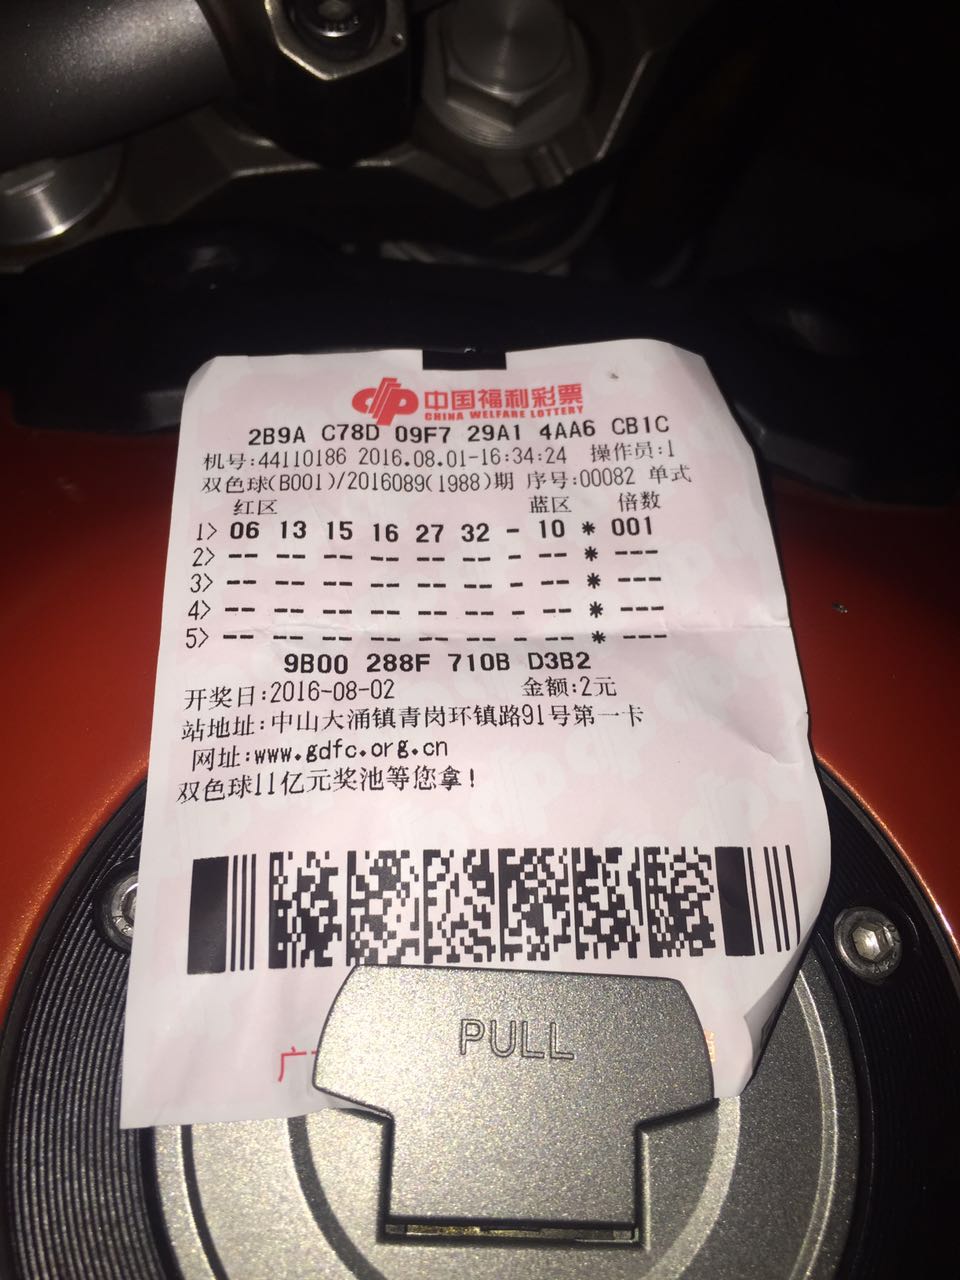 中国福利彩票
CHINA WELFARE LOTTERY
2B9A C78D 09F7 29A1 4AA6 CB1C
机号:44110186 2016.08.01-16:34:24 操作员:1
双色球(B001)/2016089(1988)期 序号:00082 单式
红区 蓝区 倍数
1> 06 13 15 16 27 32 - 10 * 001
2> -- -- -- -- -- -- - -- * ---
3> -- -- -- -- -- -- - -- * ---
4> -- -- -- -- -- -- - -- * ---
5> -- -- -- -- -- -- - -- * ---
9B00 288F 710B D3B2
开奖日:2016-08-02 金额:2元
站地址:中山大涌镇青岗环镇路91号第一卡
网址:www.gdfc.org.cn
双色球11亿元奖池等您拿!
PULL
广